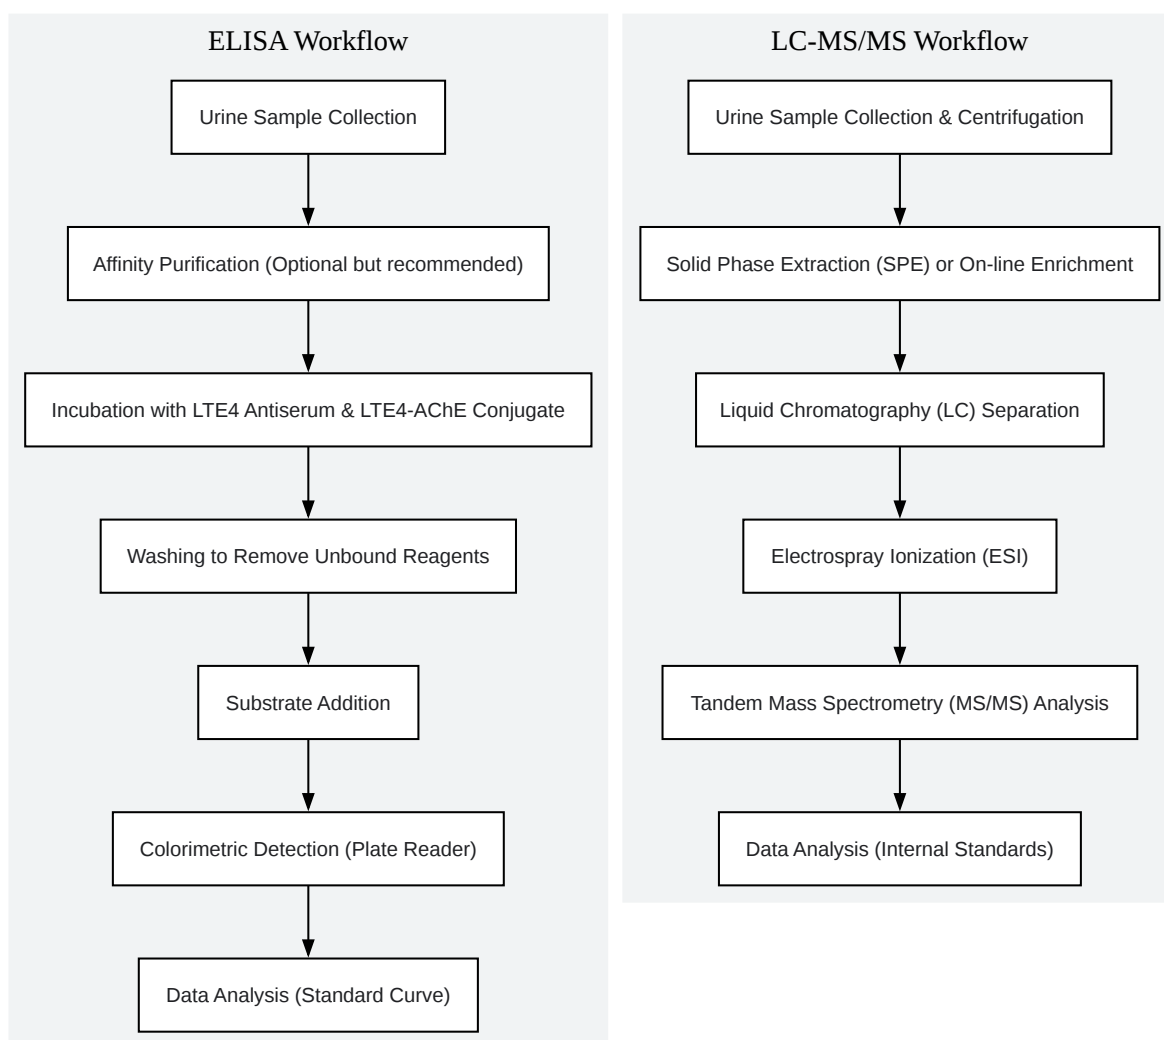 ELISA Workflow
Urine Sample Collection
Affinity Purification (Optional but recommended)
Incubation with LTE4 Antiserum & LTE4-AChE Conjugate
Washing to Remove Unbound Reagents
Substrate Addition
Colorimetric Detection (Plate Reader)
Data Analysis (Standard Curve)
LC-MS/MS Workflow
Urine Sample Collection & Centrifugation
Solid Phase Extraction (SPE) or On-line Enrichment
Liquid Chromatography (LC) Separation
Electrospray Ionization (ESI)
Tandem Mass Spectrometry (MS/MS) Analysis
Data Analysis (Internal Standards)